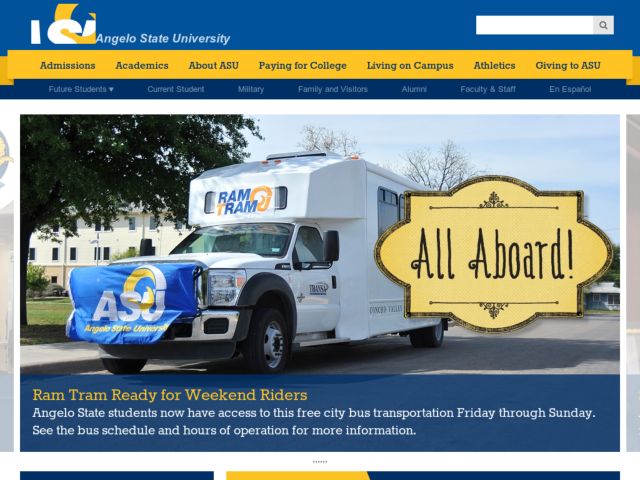 ASU
Angelo State University
Admissions
Academics
About ASU
Paying for College
Living on Campus
Athletics
Giving to ASU
Future Students ▾
Current Student
Military
Family and Visitors
Alumni
Faculty & Staff
En Español
RAM
TRAM
All Aboard!
ASU
Angelo State University
CONCHO VALLEY
Ram Tram Ready for Weekend Riders
Angelo State students now have access to this free city bus transportation Friday through Sunday.
See the bus schedule and hours of operation for more information.